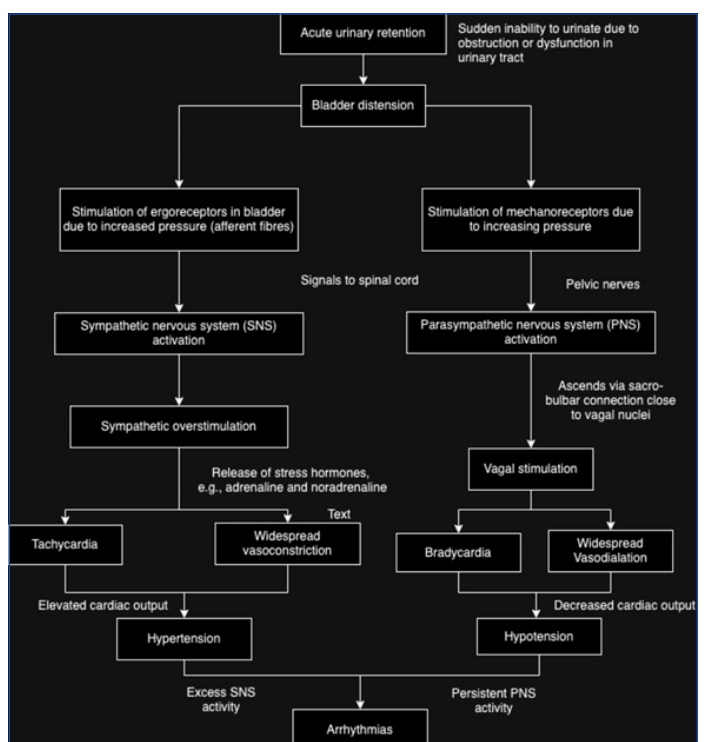 Acute urinary retention
Sudden inability to urinate due to
obstruction or dysfunction in
urinary tract
Bladder distension
Stimulation of ergoreceptors in bladder
due to increased pressure (afferent fibres)
Stimulation of mechanoreceptors due
to increasing pressure
Signals to spinal cord
Pelvic nerves
Sympathetic nervous system (SNS)
activation
Parasympathetic nervous system (PNS)
activation
Ascends via sacro-
bulbar connection close
to vagal nuclei
Sympathetic overstimulation
Vagal stimulation
Release of stress hormones,
e.g., adrenaline and noradrenaline
Text
Tachycardia
Widespread
vasoconstriction
Bradycardia
Widespread
Vasodialation
Elevated cardiac output
Decreased cardiac output
Hypertension
Hypotension
Excess SNS
activity
Persistent PNS
activity
Arrhythmias